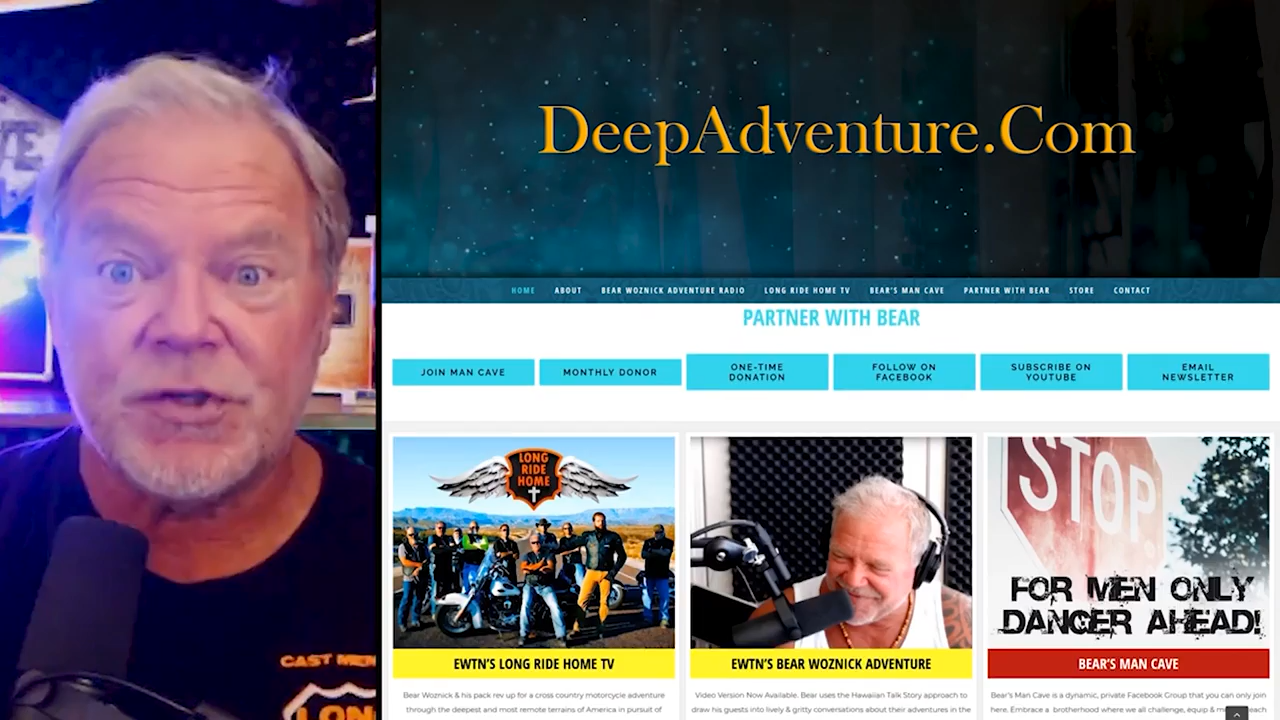 DeepAdventure.Com
HOME ABOUT BEAR WOZNICK ADVENTURE RADIO LONG RIDE HOME TV BEAR'S MAN CAVE PARTNER WITH BEAR STORE CONTACT
PARTNER WITH BEAR
JOIN MAN CAVE
MONTHLY DONOR
ONE-TIME
DONATION
FOLLOW ON
FACEBOOK
SUBSCRIBE ON
YOUTUBE
EMAIL
NEWSLETTER
LONG
RIDE
HOME
STOP
FOR MEN ONLY
DANGER AHEAD!
EWTN'S LONG RIDE HOME TV
EWTN'S BEAR WOZNICK ADVENTURE
BEAR'S MAN CAVE
Bear Woznick & his pack rev up for a cross country motorcycle adventure
through the deepest and most remote terrains of America in pursuit of
Video Version Now Available. Bear uses the Hawaiian Talk Story approach to
draw his guests into lively & gritty conversations about their adventures in the
Bear's Man Cave is a dynamic, private Facebook Group that you can only join
here. Embrace a brotherhood where we all challenge, equip &
CAST
LON